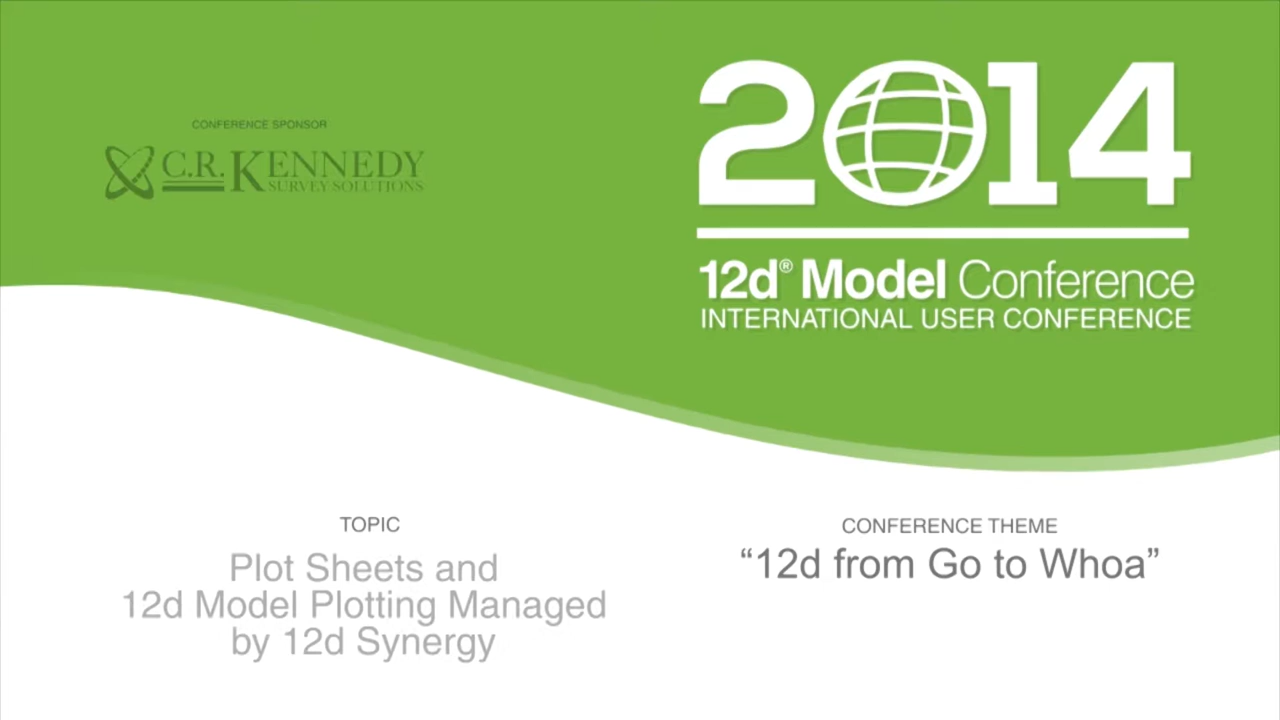 CONFERENCE SPONSOR
C.R. KENNEDY
SURVEY SOLUTIONS
2014
12d® Model Conference
INTERNATIONAL USER CONFERENCE
TOPIC
Plot Sheets and
12d Model Plotting Managed
by 12d Synergy
CONFERENCE THEME
“12d from Go to Whoa”